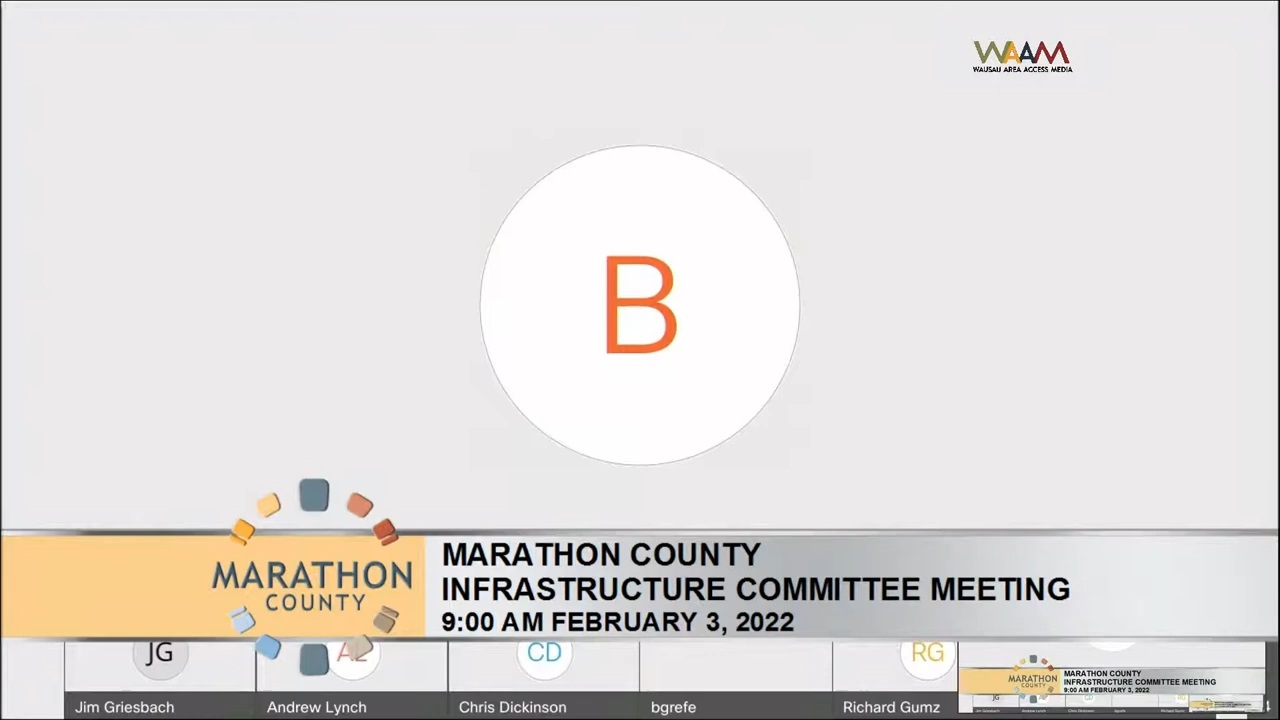 WAAM
WAUSAU AREA ACCESS MEDIA
B
MARATHON
COUNTY
MARATHON COUNTY
INFRASTRUCTURE COMMITTEE MEETING
9:00 AM FEBRUARY 3, 2022
JG
CD
RG
Jim Griesbach
Andrew Lynch
Chris Dickinson
bgrefe
Richard Gumz
MARATHON
COUNTY
MARATHON COUNTY
INFRASTRUCTURE COMMITTEE MEETING
9:00 AM FEBRUARY 3, 2022